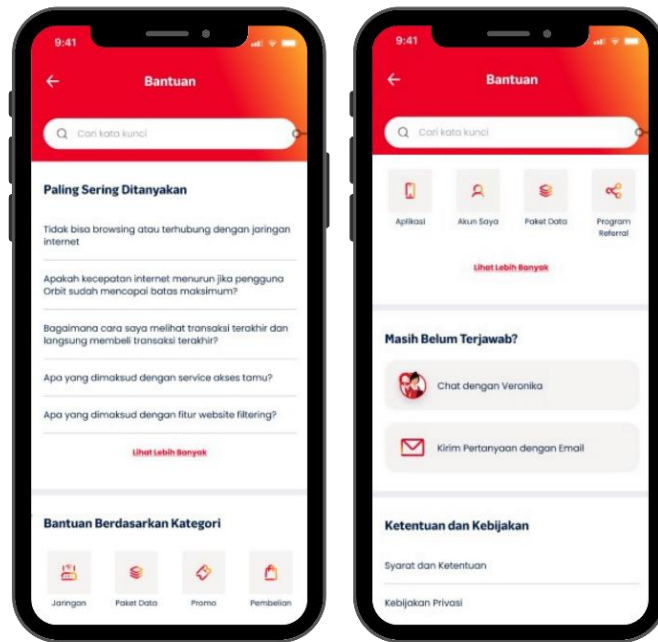 9:41
Bantuan
Cari kata kunci
Paling Sering Ditanyakan
Tidak bisa browsing atau terhubung dengan jaringan
internet
Apakah kecepatan internet menurun jika pengguna
Orbit sudah mencapai batas maksimum?
Bagaimana cara saya melihat transaksi terakhir dan
langsung membeli transaksi terakhir?
Apa yang dimaksud dengan service akses tamu?
Apa yang dimaksud dengan fitur website filtering?
Lihat Lebih Banyak
Bantuan Berdasarkan Kategori
Jaringan Paket Data Promo Pembelian
9:41
Bantuan
Cari kata kunci
Aplikasi Akun Saya Paket Data Program
Referral
Lihat Lebih Banyak
Masih Belum Terjawab?
Chat dengan Veronika
Kirim Pertanyaan dengan Email
Ketentuan dan Kebijakan
Syarat dan Ketentuan
Kebijakan Privasi